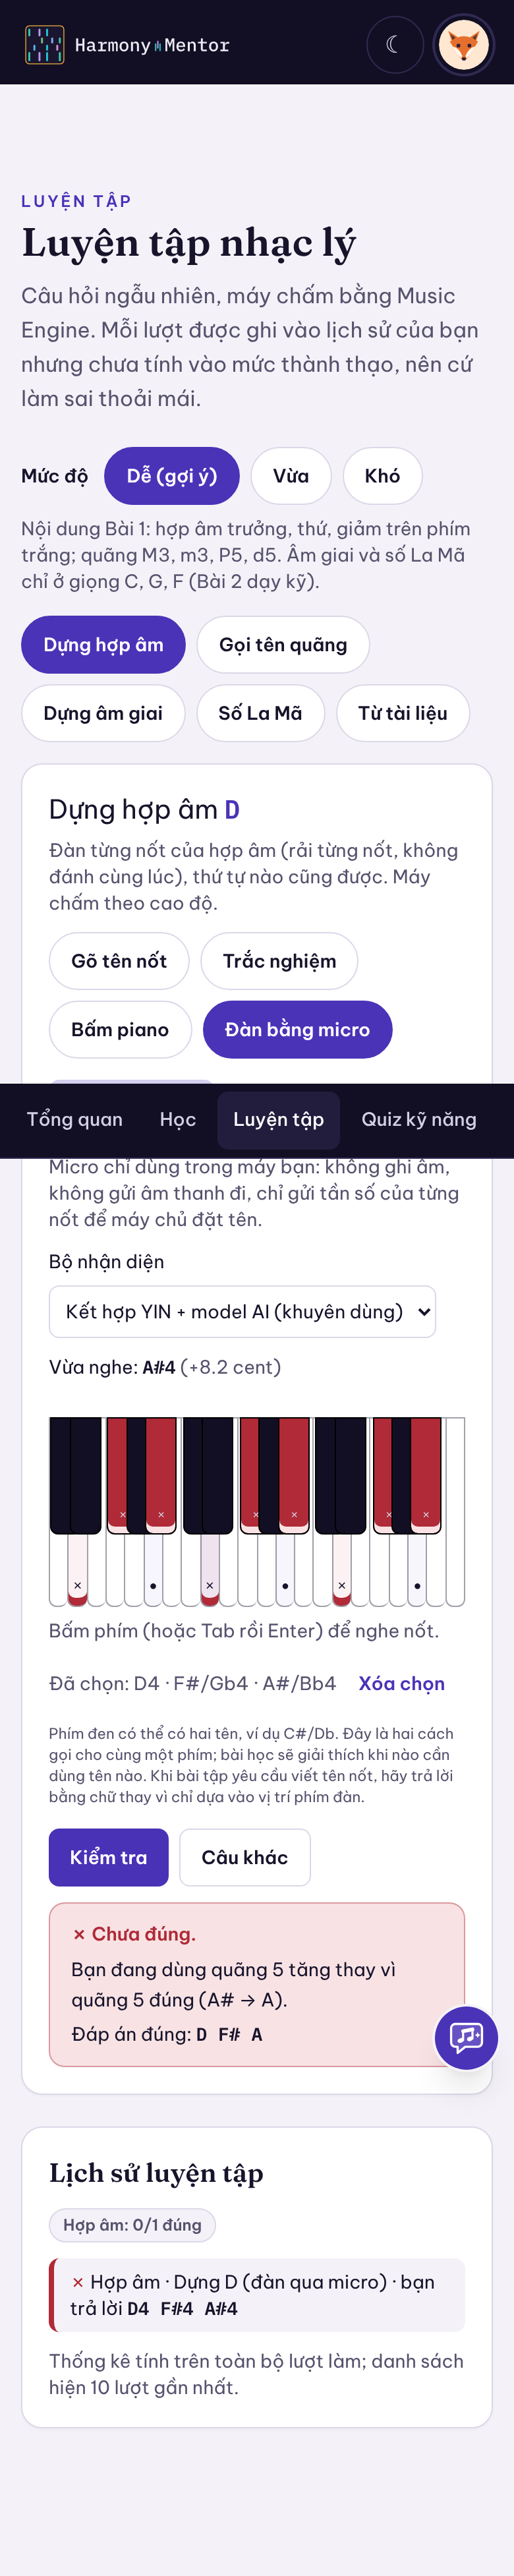 Harmony Mentor
LUYỆN TẬP
Luyện tập nhạc lý
Câu hỏi ngẫu nhiên, máy chấm bằng Music
Engine. Mỗi lượt được ghi vào lịch sử của bạn
nhưng chưa tính vào mức thành thạo, nên cứ
làm sai thoải mái.
Mức độ Dễ (gợi ý) Vừa Khó
Nội dung Bài 1: hợp âm trưởng, thứ, giảm trên phím
trắng; quãng M3, m3, P5, d5. Âm giai và số La Mã
chỉ ở giọng C, G, F (Bài 2 dạy kỹ).
Dựng hợp âm Gọi tên quãng
Dựng âm giai Số La Mã Từ tài liệu
Dựng hợp âm D
Đàn từng nốt của hợp âm (rải từng nốt, không
đánh cùng lúc), thứ tự nào cũng được. Máy
chấm theo cao độ.
Gõ tên nốt Trắc nghiệm
Bấm piano Đàn bằng micro
Tổng quan Học Luyện tập Quiz kỹ năng
Micro chỉ dùng trong máy bạn: không ghi âm,
không gửi âm thanh đi, chỉ gửi tần số của từng
nốt để máy chủ đặt tên.
Bộ nhận diện
Kết hợp YIN + model AI (khuyên dùng)
Vừa nghe: A#4 (+8.2 cent)
Bấm phím (hoặc Tab rồi Enter) để nghe nốt.
Đã chọn: D4 · F#/Gb4 · A#/Bb4 Xóa chọn
Phím đen có thể có hai tên, ví dụ C#/Db. Đây là hai cách
gọi cho cùng một phím; bài học sẽ giải thích khi nào cần
dùng tên nào. Khi bài tập yêu cầu viết tên nốt, hãy trả lời
bằng chữ thay vì chỉ dựa vào vị trí phím đàn.
Kiểm tra Câu khác
× Chưa đúng.
Bạn đang dùng quãng 5 tăng thay vì
quãng 5 đúng (A# → A).
Đáp án đúng: D F# A
Lịch sử luyện tập
Hợp âm: 0/1 đúng
× Hợp âm · Dựng D (đàn qua micro) · bạn
trả lời D4 F#4 A#4
Thống kê tính trên toàn bộ lượt làm; danh sách
hiện 10 lượt gần nhất.